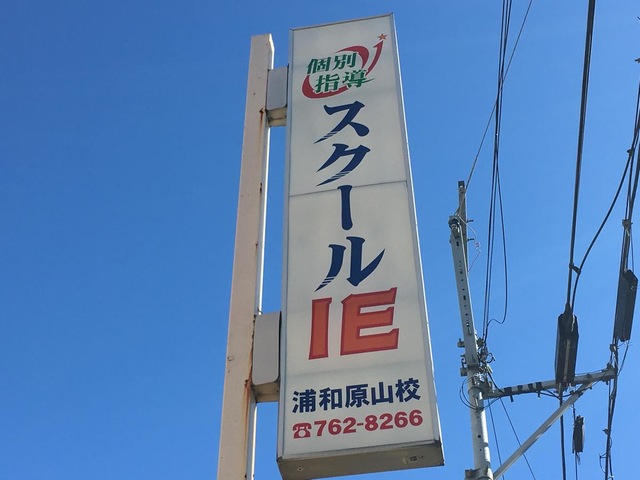 個別
指導
スクール
IE
浦和原山校
☎762-8266